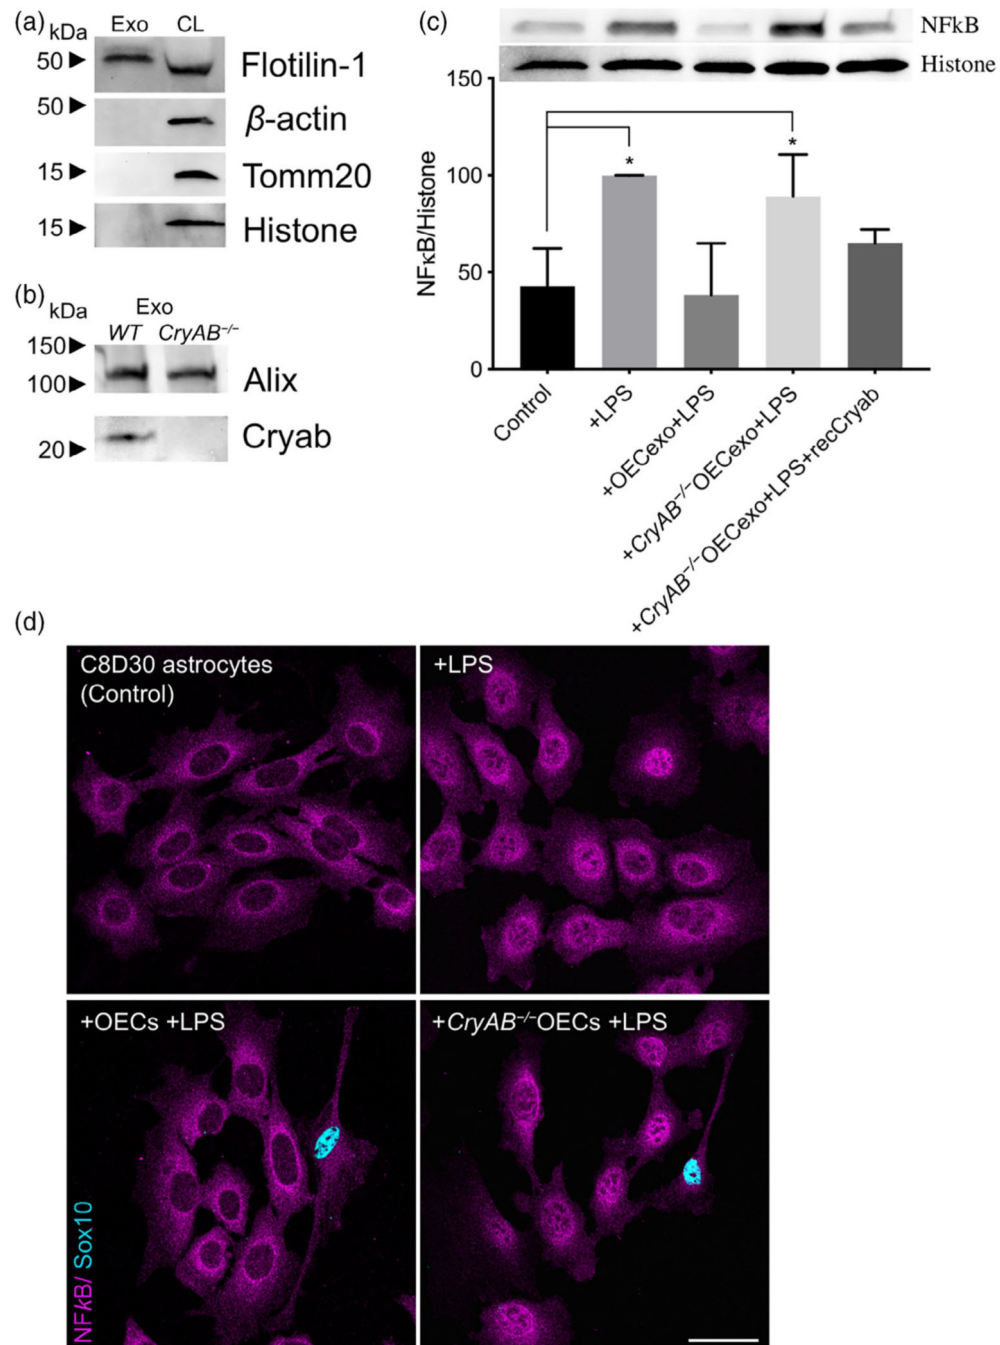 (a)
kDa Exo CL
50 Flotilin-1
50 β-actin
15 Tomm20
15 Histone
(b)
kDa Exo
WT CryAB⁻/⁻
150
100 Alix
Cryab
20
(c)
NFkB
Histone
150
100
50
0
NFκB/Histone
* *
Control
+LPS
+OECexo+LPS
+CryAB⁻/⁻OECexo+LPS
+CryAB⁻/⁻OECexo+LPS+recCryab
(d)
C8D30 astrocytes
(Control)
+LPS
+OECs +LPS
+CryAB⁻/⁻OECs +LPS
NFkB/ Sox10